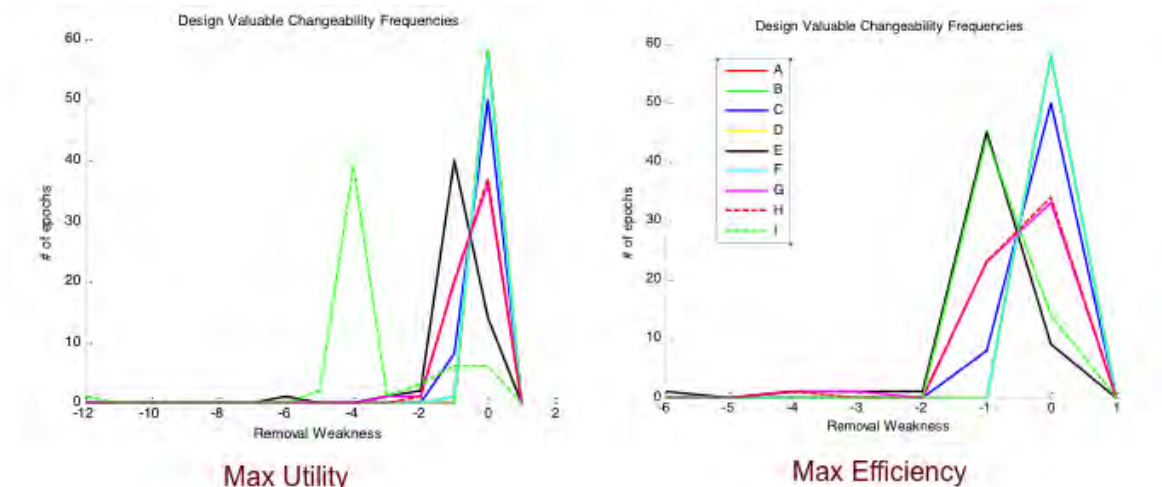 Design Valuable Changeability Frequencies
60
50
40
30
20
10
0
# of epochs
-12
-10
-8
-6
-4
-2
0
2
Removal Weakness
Max Utility
Design Valuable Changeability Frequencies
60
50
40
30
20
10
0
# of epochs
A
B
C
D
E
F
G
H
I
-6
-5
-4
-3
-2
-1
0
1
Removal Weakness
Max Efficiency